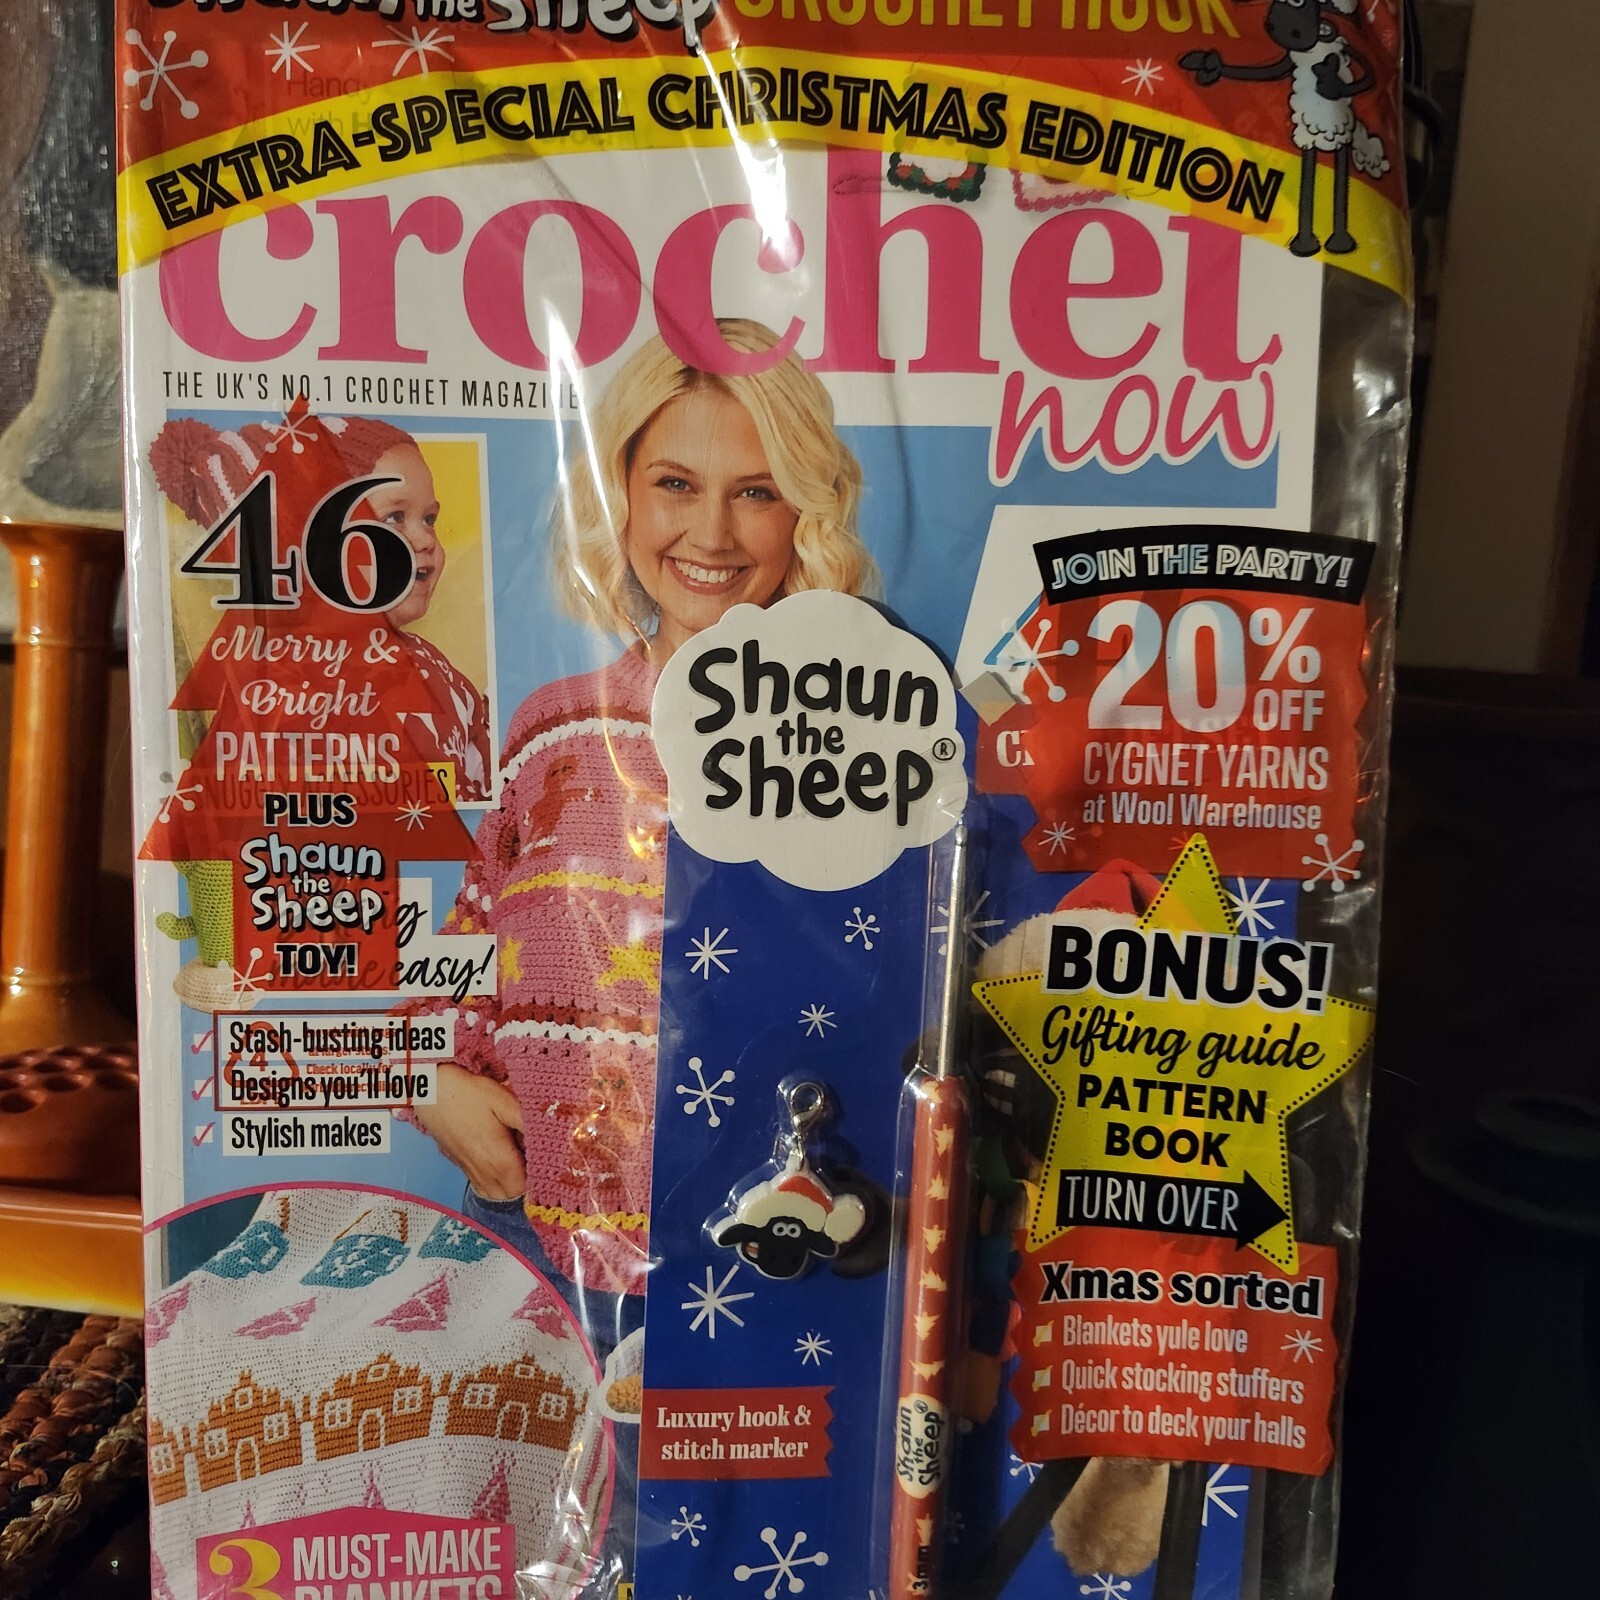 the Sheep CROCHET HOOK
EXTRA-SPECIAL CHRISTMAS EDITION
crochet
now
THE UK'S NO.1 CROCHET MAGAZINE
46
Merry &
Bright
PATTERNS
PLUS
Shaun
the
Sheep
TOY!
easy!
Stash-busting ideas
Designs you'll love
Stylish makes
3 MUST-MAKE
BLANKETS
Shaun
the
Sheep®
Luxury hook &
stitch marker
Shaun
the
Sheep
3mm
JOIN THE PARTY!
20%
OFF
CYGNET YARNS
at Wool Warehouse
BONUS!
Gifting guide
PATTERN
BOOK
TURN OVER
Xmas sorted
Blankets yule love
Quick stocking stuffers
Décor to deck your halls